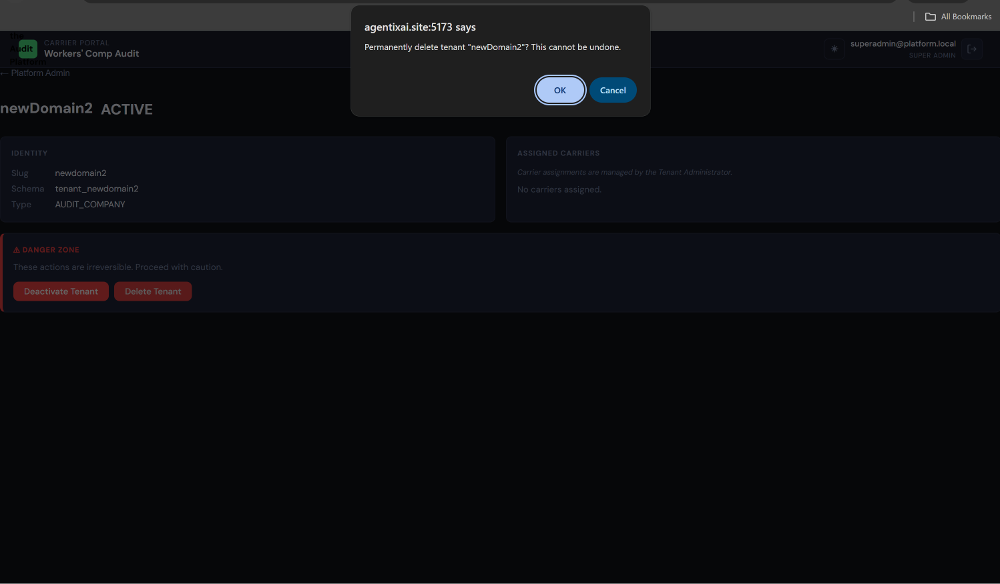 All Bookmarks
agentixai.site:5173 says
Permanently delete tenant "newDomain2"? This cannot be undone.
OK
Cancel
the
Audit
Platform
CARRIER PORTAL
Workers' Comp Audit
superadmin@platform.local
SUPER ADMIN
← Platform Admin
newDomain2 ACTIVE
IDENTITY
Slug newdomain2
Schema tenant_newdomain2
Type AUDIT_COMPANY
ASSIGNED CARRIERS
Carrier assignments are managed by the Tenant Administrator.
No carriers assigned.
⚠ DANGER ZONE
These actions are irreversible. Proceed with caution.
Deactivate Tenant
Delete Tenant